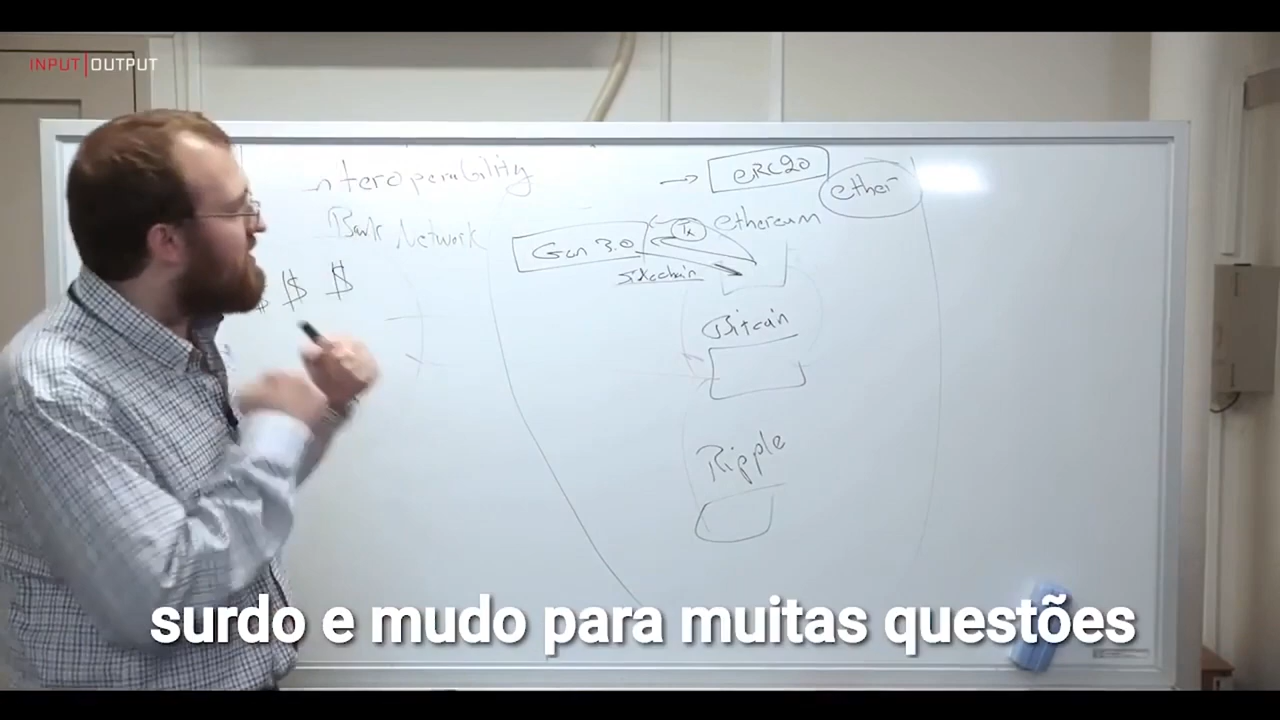 INPUT | OUTPUT
Interoperability
Bank Network
$ $ $
ERC20
ether
ethereum
Tx
Gen 3.0
Sidechain
Bitcoin
Ripple
surdo e mudo para muitas questões